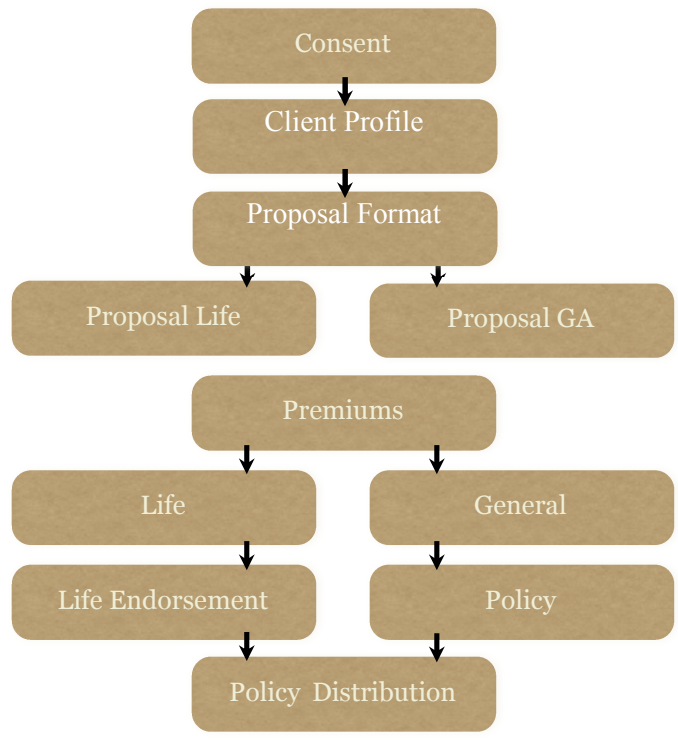 Consent
Client Profile
Proposal Format
Proposal Life
Proposal GA
Premiums
Life
General
Life Endorsement
Policy
Policy Distribution